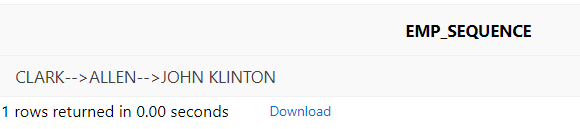 EMP_SEQUENCE
CLARK-->ALLEN-->JOHN KLINTON
1 rows returned in 0.00 seconds Download